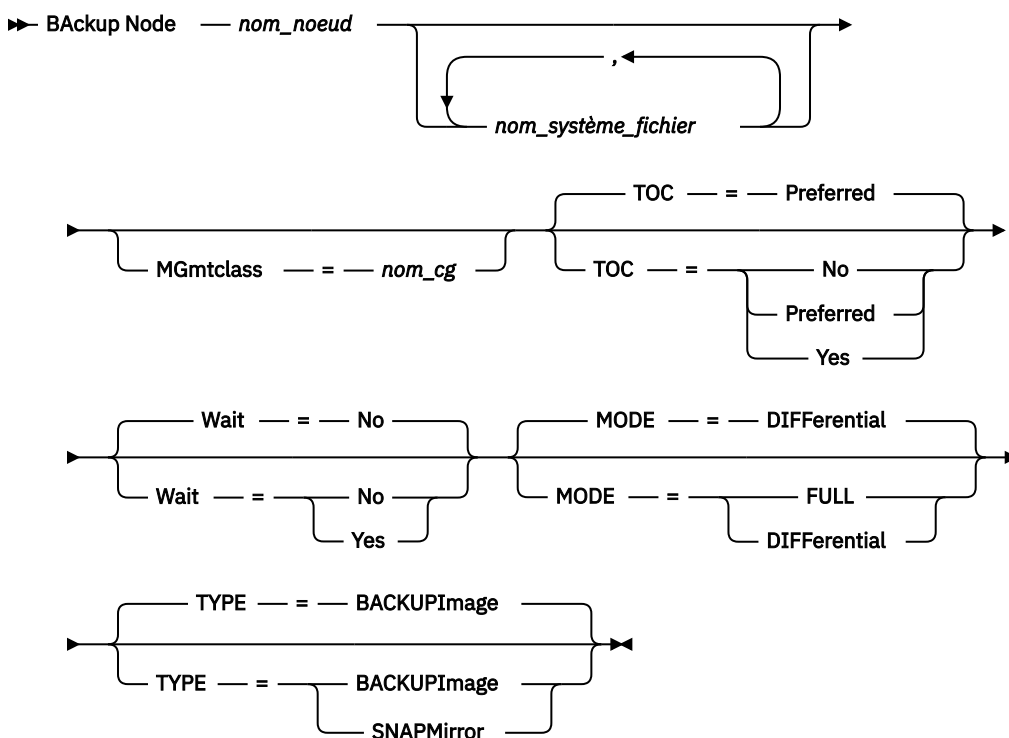 BAckup Node — nom_noeud
,
nom_système_fichier
TOC — = — Preferred
MGmtclass — = — nom_cg
TOC — = — No
Preferred
Yes
Wait — = — No
MODE — = — DIFFerential
Wait — = — No
MODE — = — FULL
Yes
DIFFerential
TYPE — = — BACKUPImage
TYPE — = — BACKUPImage
SNAPMirror